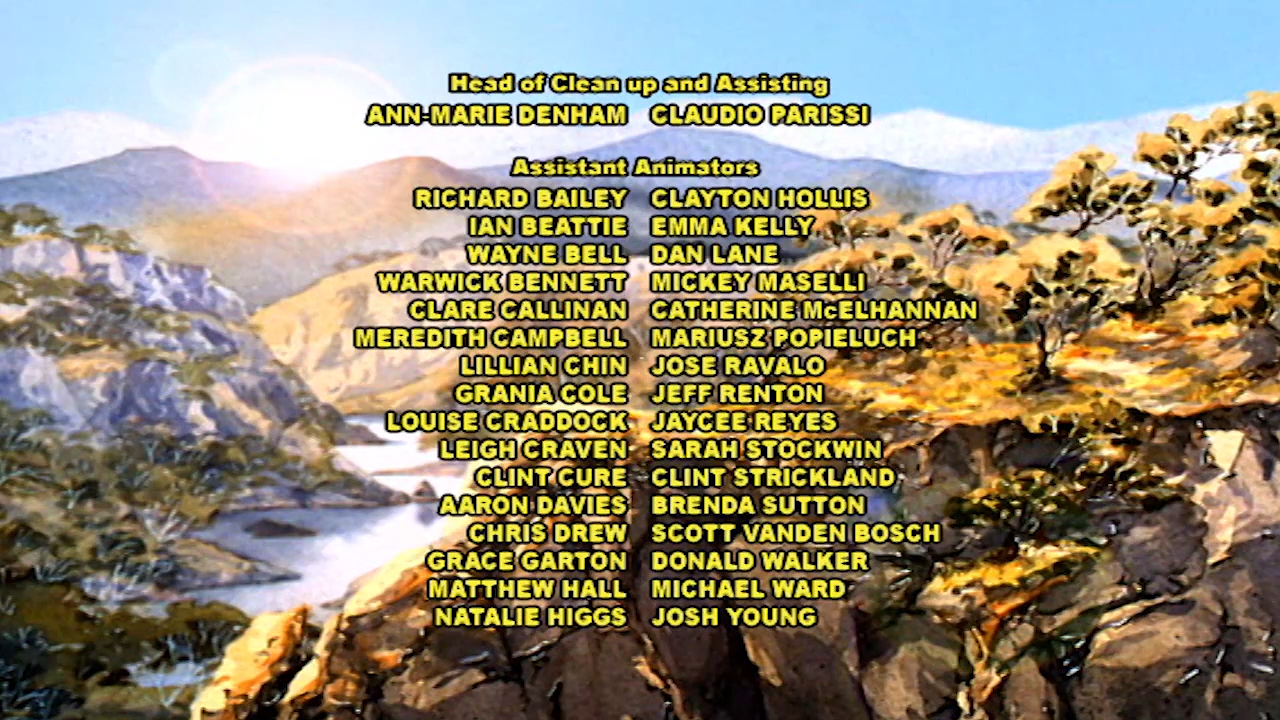 Head of Clean up and Assisting
ANN-MARIE DENHAM CLAUDIO PARISSI
Assistant Animators
RICHARD BAILEY CLAYTON HOLLIS
IAN BEATTIE EMMA KELLY
WAYNE BELL DAN LANE
WARWICK BENNETT MICKEY MASELLI
CLARE CALLINAN CATHERINE McELHANNAN
MEREDITH CAMPBELL MARIUSZ POPIELUCH
LILLIAN CHIN JOSE RAVALO
GRANIA COLE JEFF RENTON
LOUISE CRADDOCK JAYCEE REYES
LEIGH CRAVEN SARAH STOCKWIN
CLINT CURE CLINT STRICKLAND
AARON DAVIES BRENDA SUTTON
CHRIS DREW SCOTT VANDEN BOSCH
GRACE GARTON DONALD WALKER
MATTHEW HALL MICHAEL WARD
NATALIE HIGGS JOSH YOUNG